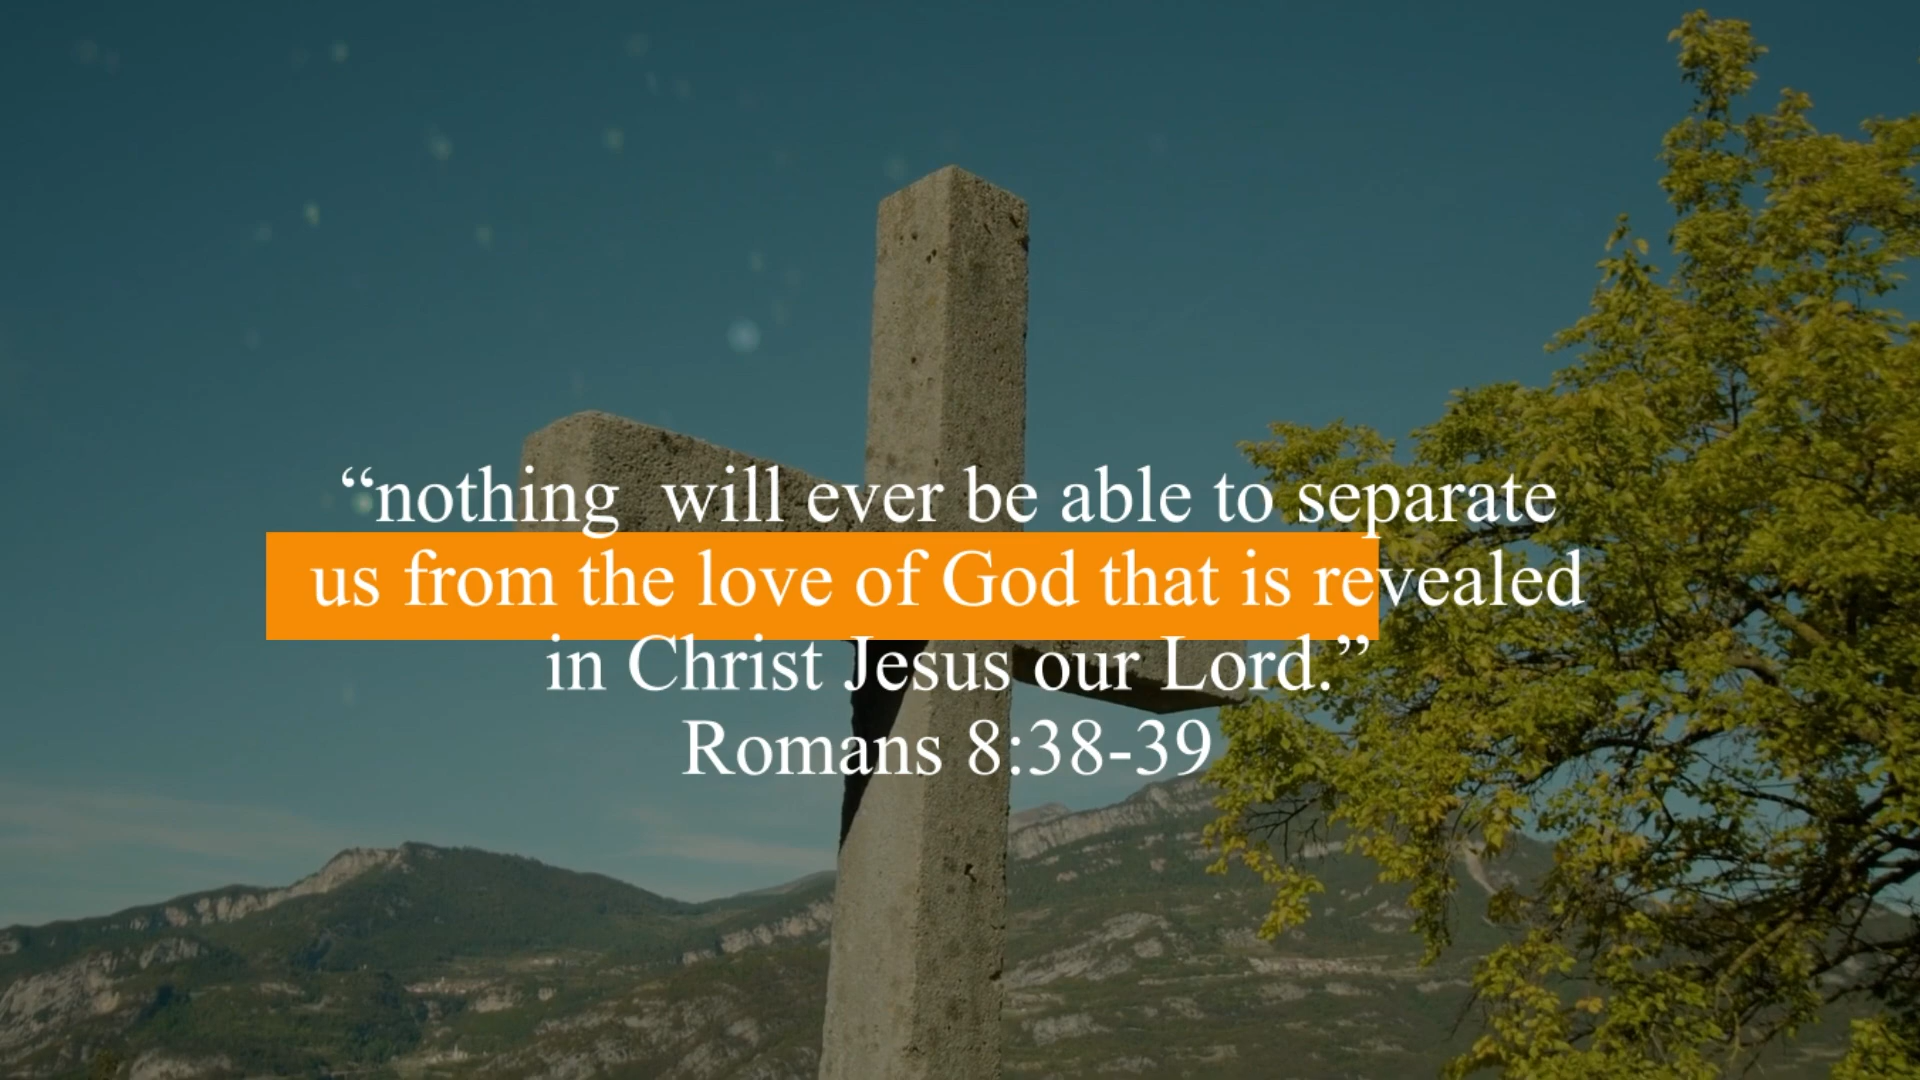 “nothing  will ever be able to separate
us from the love of God that is revealed
in Christ Jesus our Lord.”
Romans 8:38-39